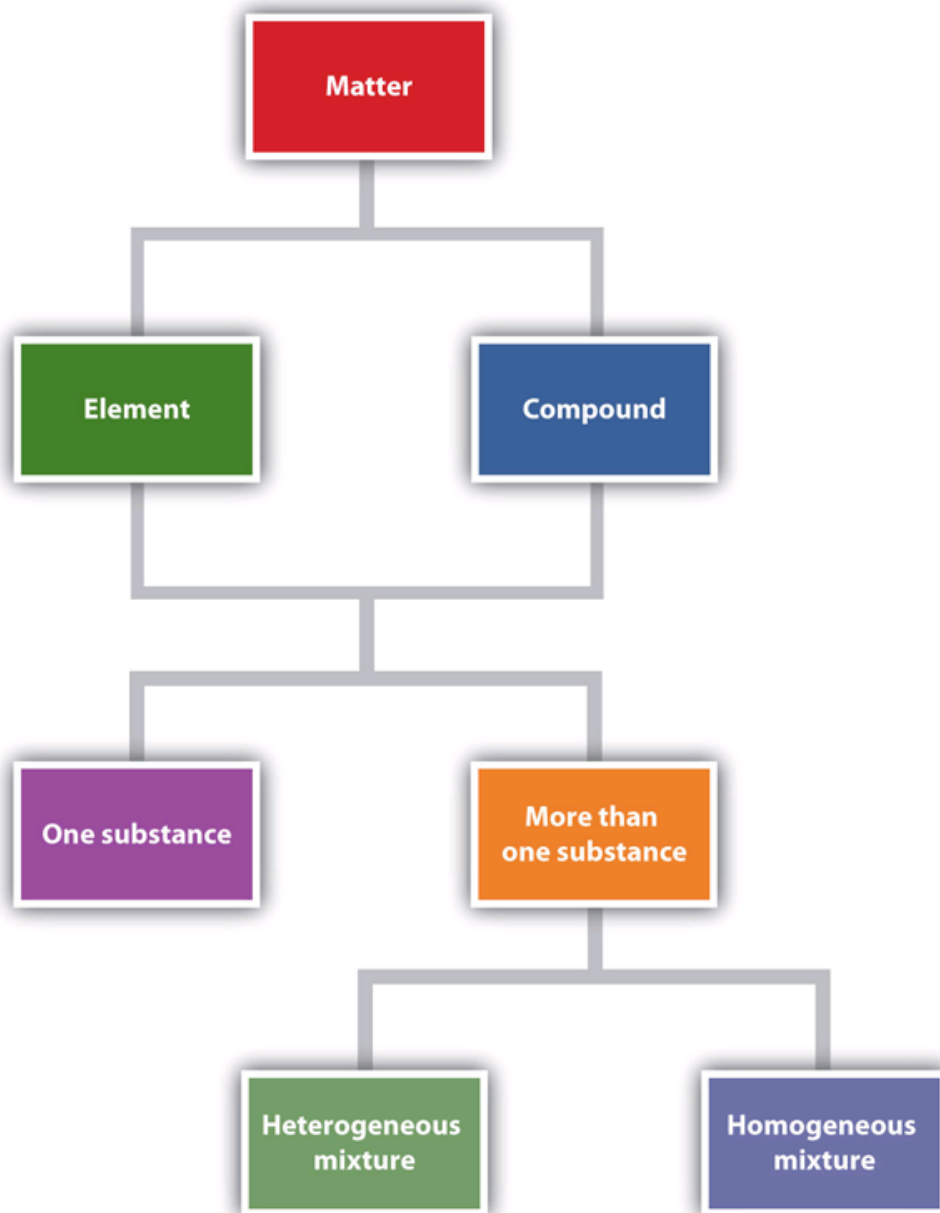 Matter
Element
Compound
One substance
More than
one substance
Heterogeneous
mixture
Homogeneous
mixture